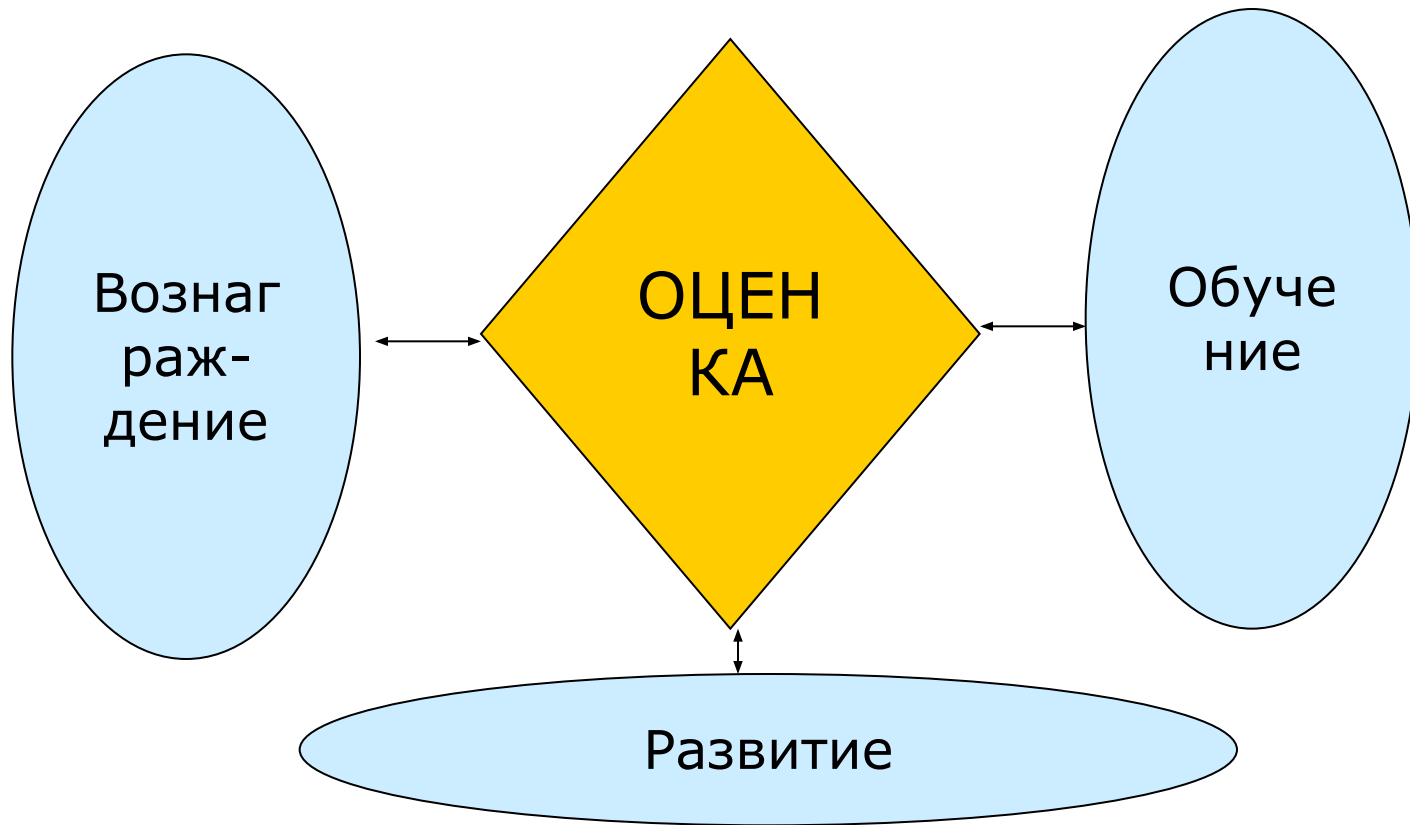 Вознаг
раж-
дение
ОЦЕН
КА
Обуче
ние
Развитие